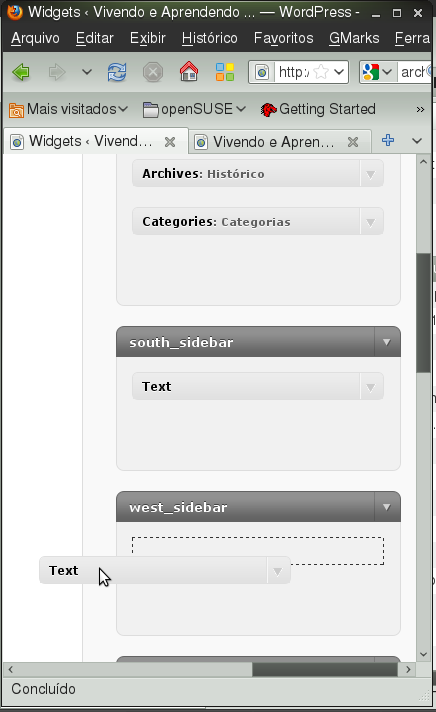 Widgets ‹ Vivendo e Aprendendo ... — WordPress -
Arquivo Editar Exibir Histórico Favoritos GMarks Ferra
http:/ arch
Mais visitados openSUSE Getting Started »
Widgets ‹ Vivend... Vivendo e Apren...
Archives: Histórico
Categories: Categorias
south_sidebar
Text
west_sidebar
Text
Concluído